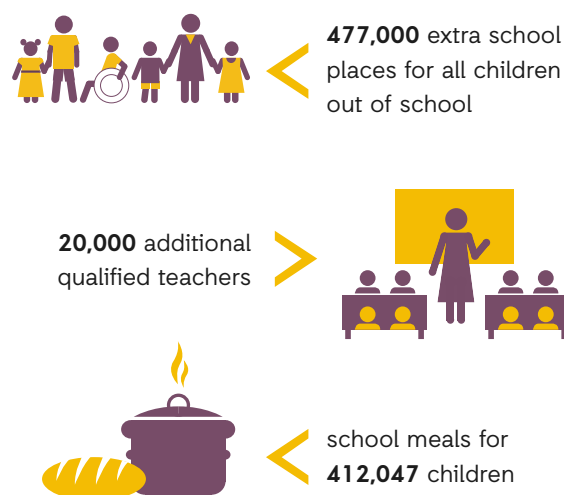 477,000 extra school
places for all children
out of school
20,000 additional
qualified teachers
school meals for
412,047 children